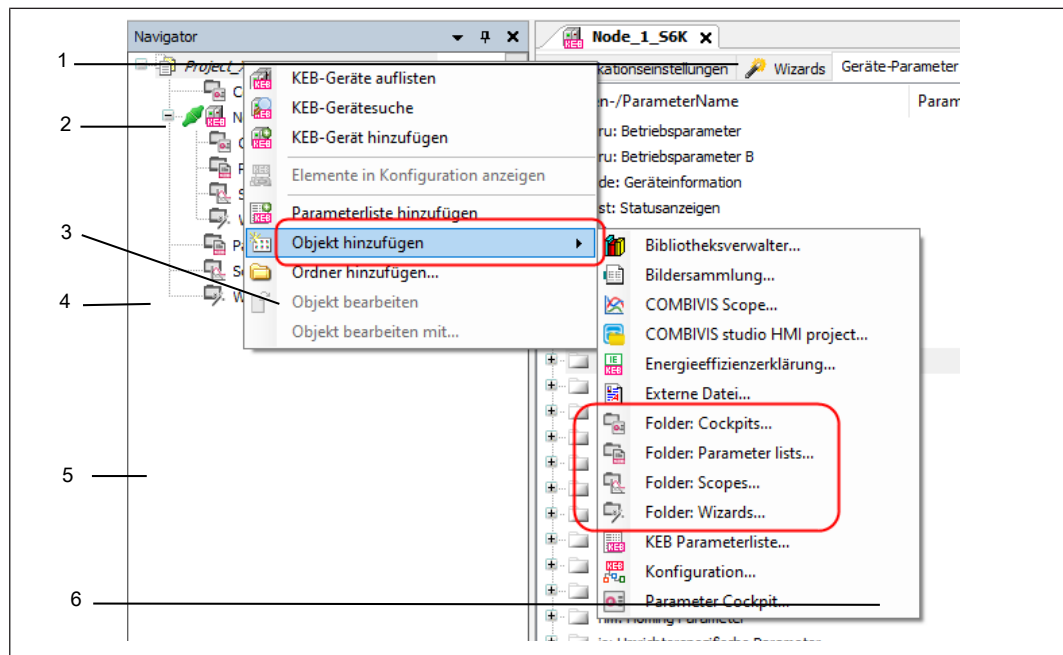 Navigator
Node_1_S6K
1
Project_
KEB-Geräte auflisten
kationseinstellungen
Wizards
Geräte-Parameter
KEB-Gerätesuche
n-/ParameterName
Param
2
N
KEB-Gerät hinzufügen
ru: Betriebsparameter
ru: Betriebsparameter B
Elemente in Konfiguration anzeigen
de: Geräteinformation
Parameterliste hinzufügen
st: Statusanzeigen
3
Objekt hinzufügen
Ordner hinzufügen...
4
Objekt bearbeiten
Objekt bearbeiten mit...
Bibliotheksverwalter...
Bildersammlung...
COMBIVIS Scope...
COMBIVIS studio HMI project...
Energieeffizienzerklärung...
Externe Datei...
Folder: Cockpits...
Folder: Parameter lists...
5
Folder: Scopes...
Folder: Wizards...
KEB Parameterliste...
Konfiguration...
6
Parameter Cockpit...
hm: Homing Parameter